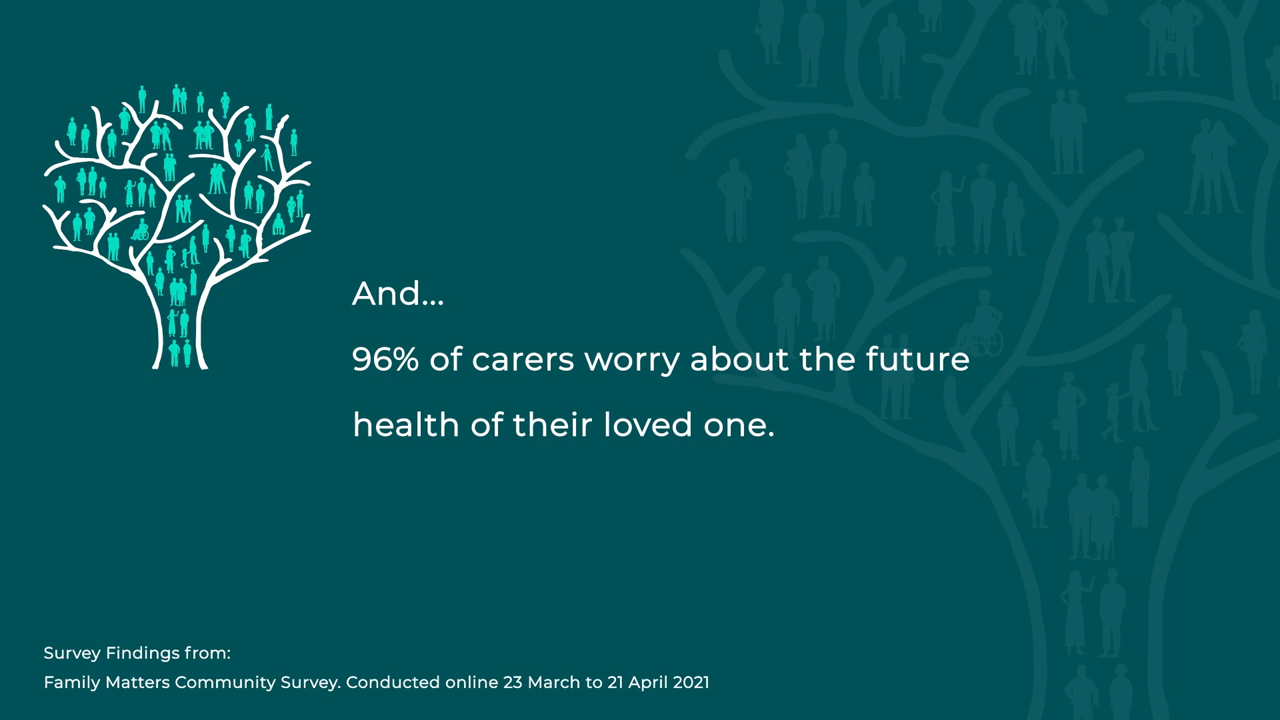 And...
96% of carers worry about the future
health of their loved one.
Survey Findings from:
Family Matters Community Survey. Conducted online 23 March to 21 April 2021